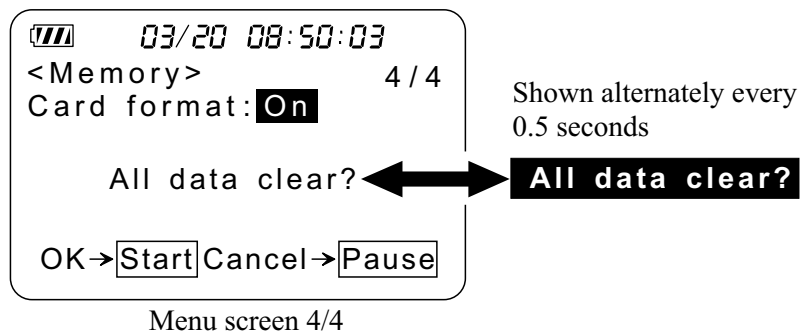 03/20 08:50:03
<Memory> 4/4
Card format:On
All data clear?
OK→Start Cancel→Pause
Shown alternately every
0.5 seconds
All data clear?
Menu screen 4/4